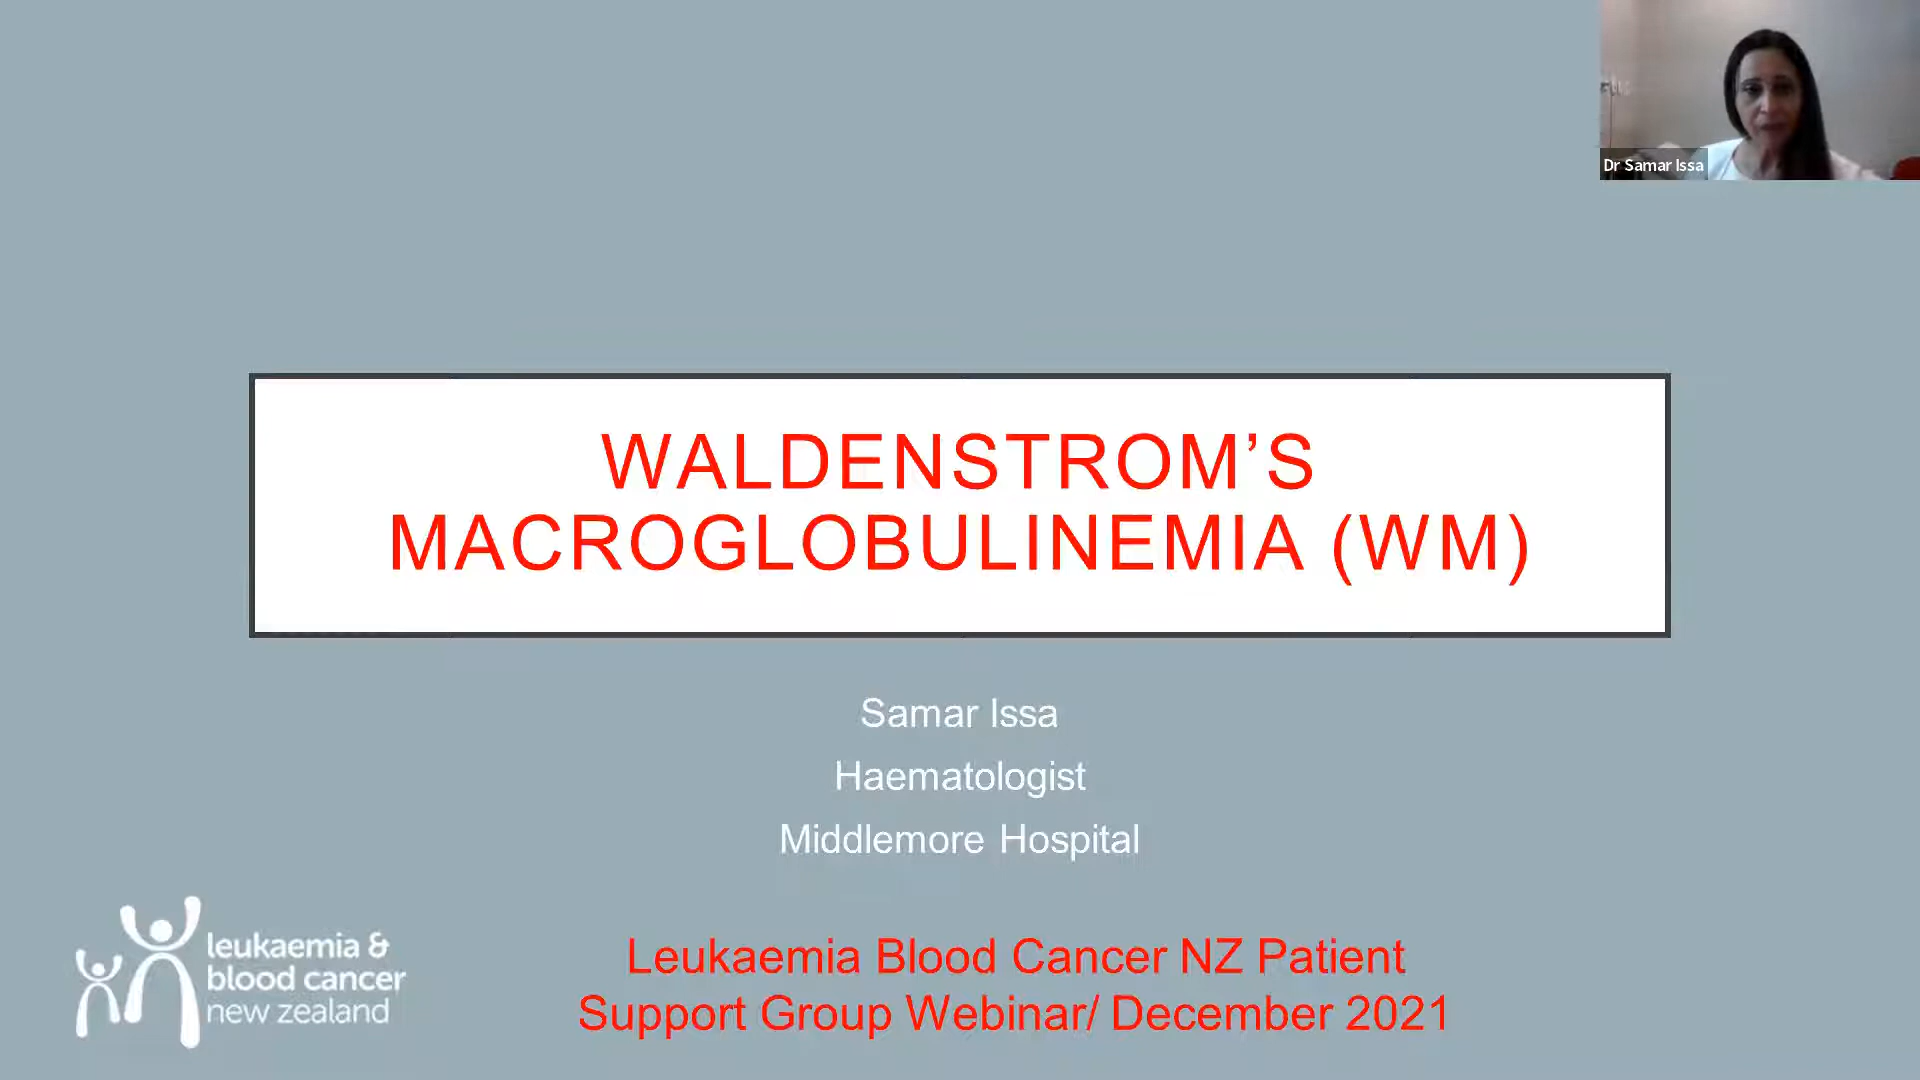 Dr Samar Issa
WALDENSTROM’S
MACROGLOBULINEMIA (WM)
Samar Issa
Haematologist
Middlemore Hospital
leukaemia &
blood cancer
new zealand
Leukaemia Blood Cancer NZ Patient
Support Group Webinar/ December 2021